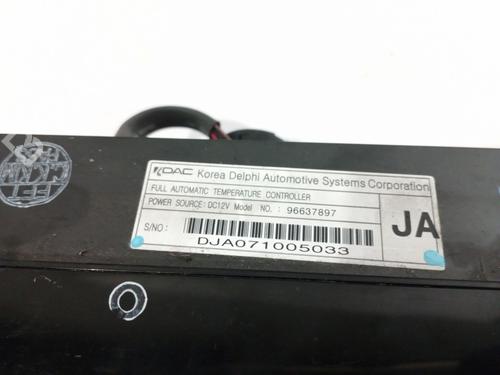 KDAC Korea Delphi Automotive Systems Corporation
FULL AUTOMATIC TEMPERATURE CONTROLLER
POWER SOURCE: DC12V Model NO. : 96637897
S/NO: JA
DJA071005033